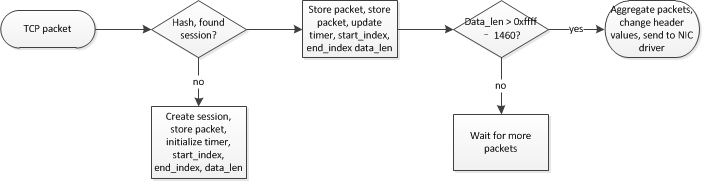 TCP packet
Hash, found
session?
Store packet, store
packet, update
timer, start_index,
end_index data_len
Data_len > 0xffff
- 1460?
yes
Aggregate packets,
change header
values, send to NIC
driver
no
Create session,
store packet,
initialize timer,
start_index,
end_index, data_len
no
Wait for more
packets